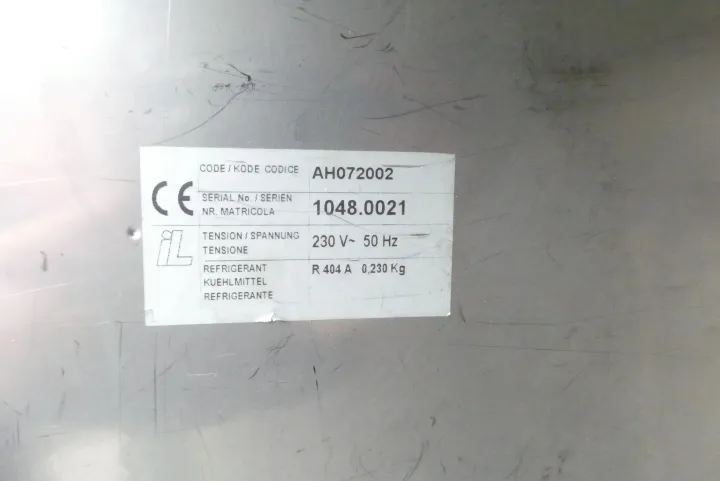 CE
CODE / KODE CODICE AH072002
SERIAL No. / SERIEN
NR. MATRICOLA 1048.0021
iL
TENSION / SPANNUNG
TENSIONE 230 V~ 50 Hz
REFRIGERANT R 404 A 0,230 Kg
KUEHLMITTEL
REFRIGERANTE